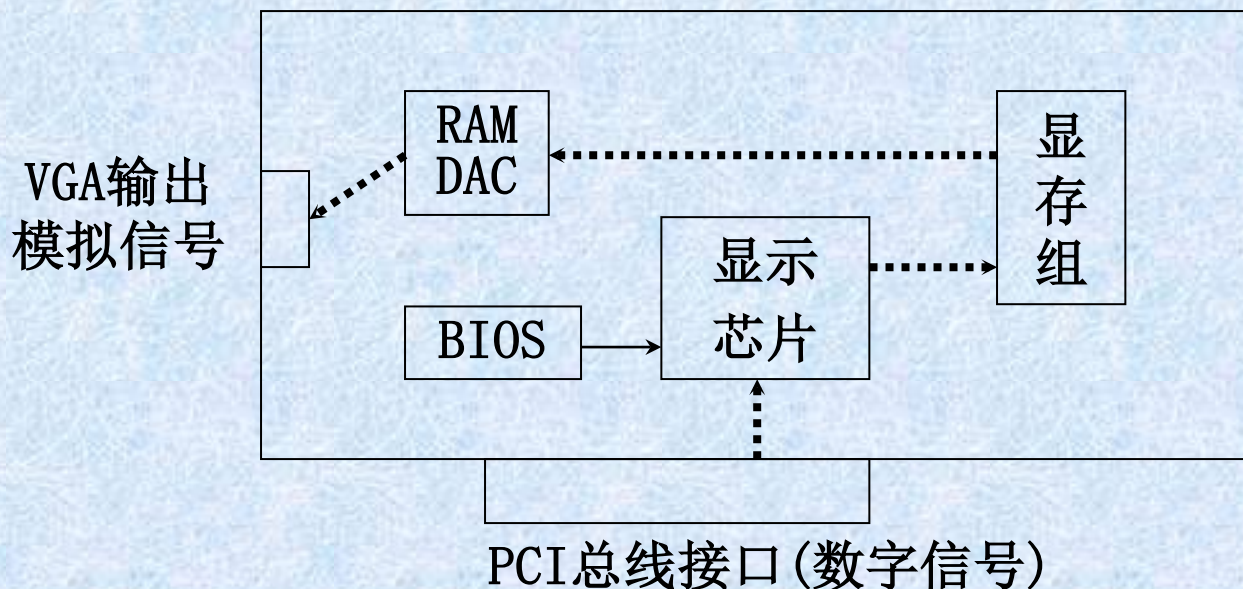 RAM
DAC
显
存
组
VGA输出
模拟信号
显示
芯片
BIOS
PCI总线接口(数字信号)